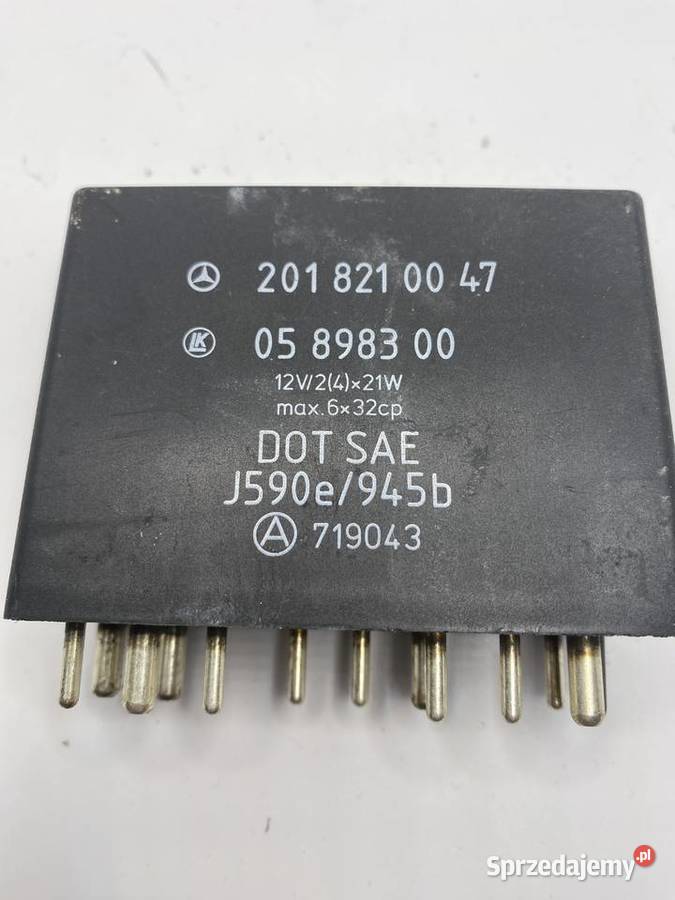 201 821 00 47
LK 05 8983 00
12V/2(4)×21W
max.6×32cp
DOT SAE
J590e/945b
A 719043
Sprzedajemy.pl